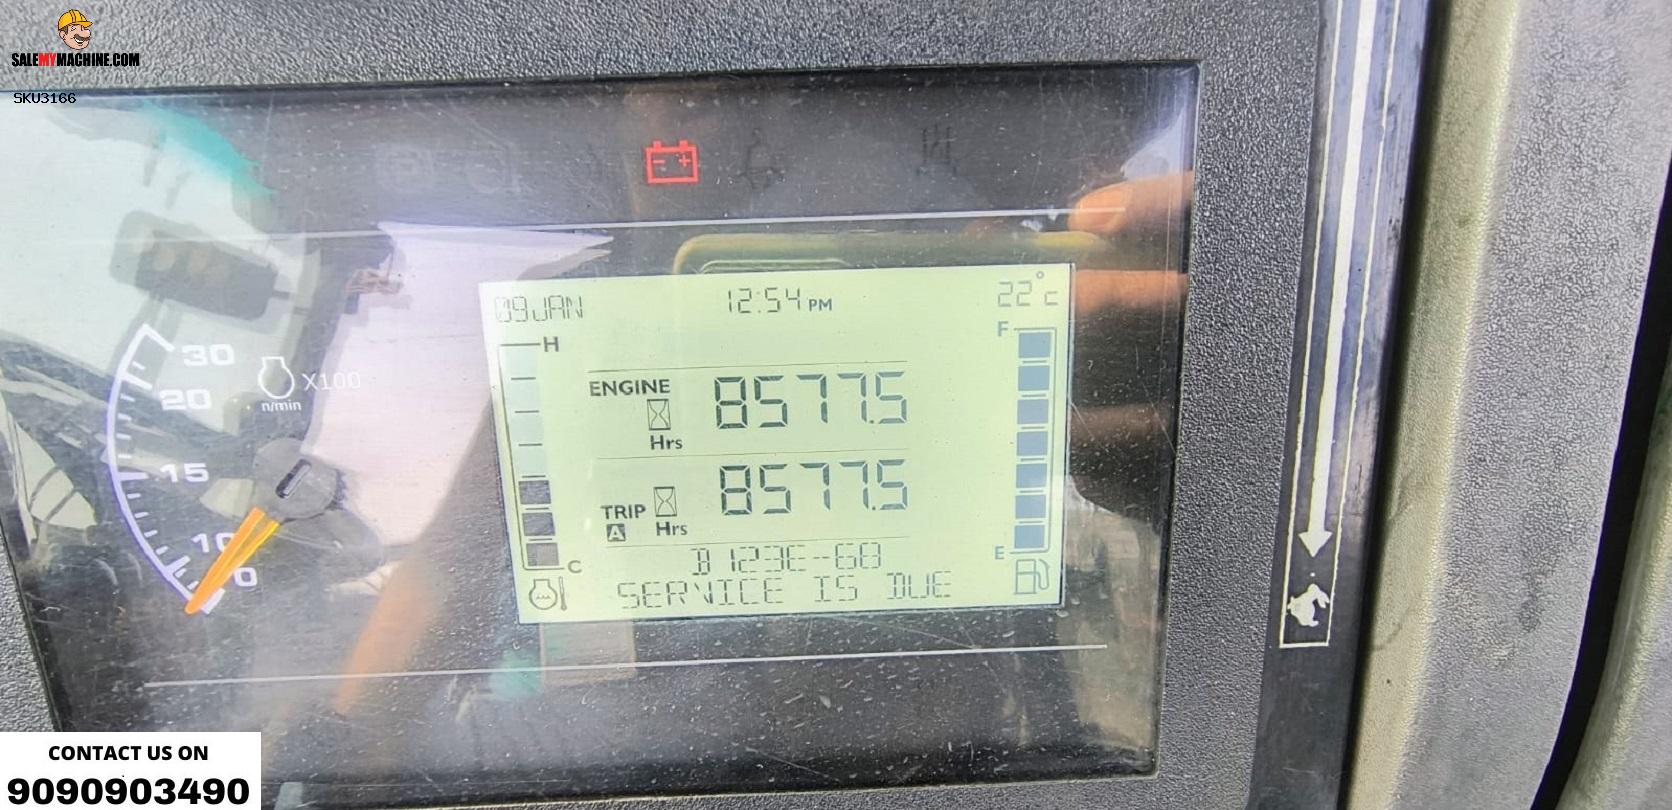 SALEMYMACHINE.COM
SKU3166
09JAN 12:54 PM 22°C
H
F
30
20
15
10
0
X100
n/min
ENGINE
Hrs
8577.5
TRIP
A
Hrs
8577.5
C
E
SERVICE IS DUE
CONTACT US ON
9090903490